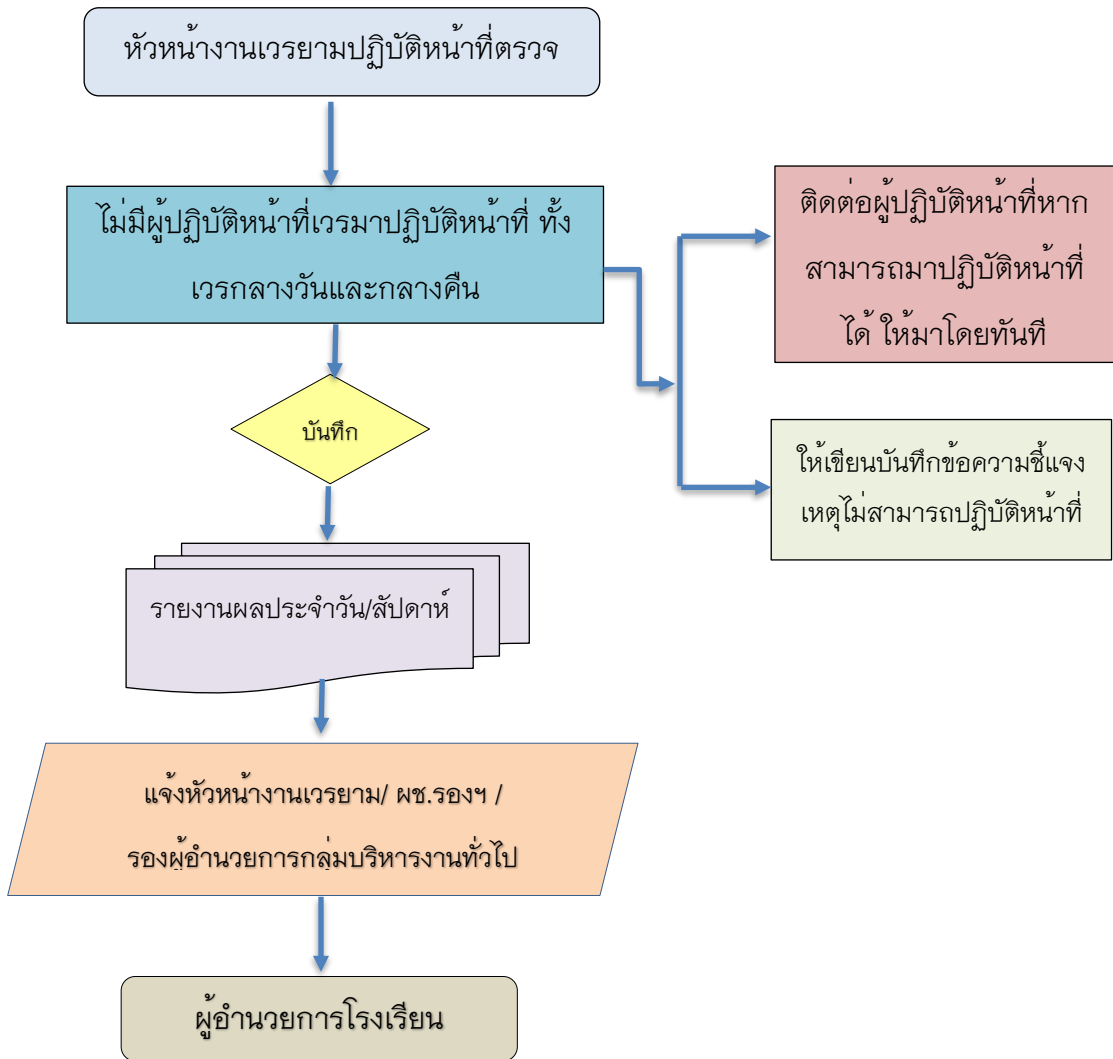 หัวหน้างานเวรยามปฏิบัติหน้าที่ตรวจ
ไม่มีผู้ปฏิบัติหน้าที่เวรมาปฏิบัติหน้าที่ ทั้ง
เวรกลางวันและกลางคืน
ติดต่อผู้ปฏิบัติหน้าที่หาก
สามารถมาปฏิบัติหน้าที่
ได้ ให้มาโดยทันที
บันทึก
ให้เขียนบันทึกข้อความชี้แจง
เหตุไม่สามารถปฏิบัติหน้าที่
รายงานผลประจำวัน/สัปดาห์
แจ้งหัวหน้างานเวรยาม/ ผช.รองฯ /
รองผู้อำนวยการกลุ่มบริหารงานทั่วไป
ผู้อำนวยการโรงเรียน